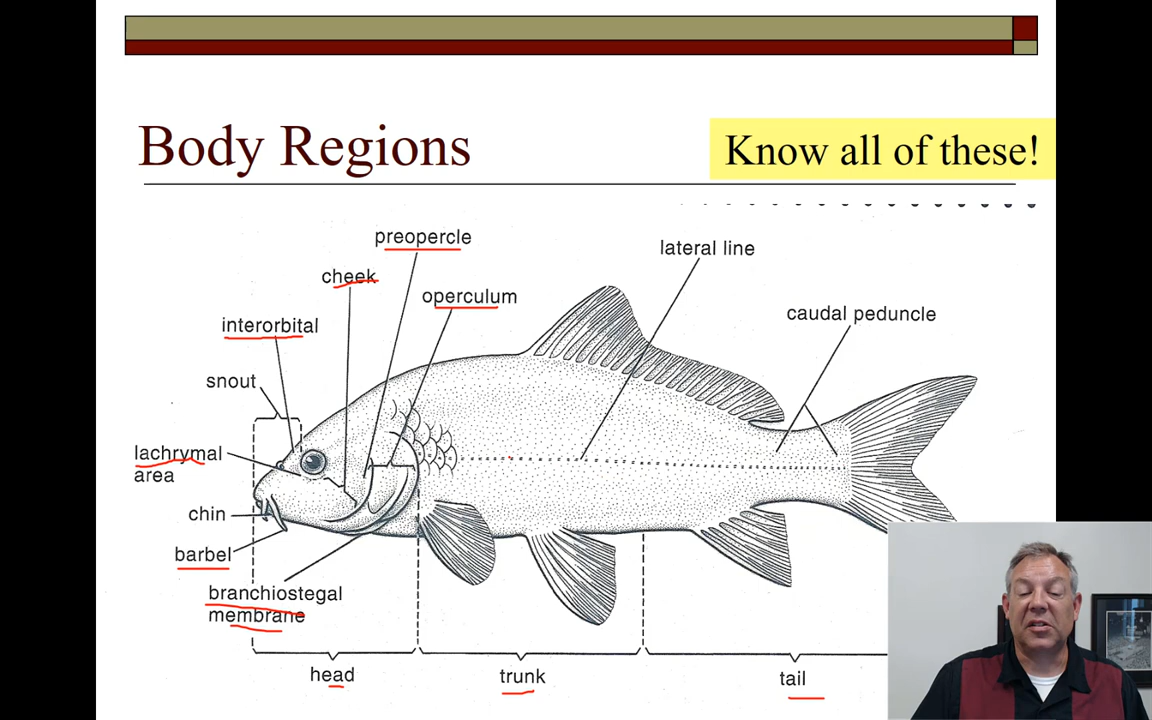 Body Regions
Know all of these!
preopercle
lateral line
cheek
operculum
caudal peduncle
interorbital
snout
lachrymal
area
chin
barbel
branchiostegal
membrane
head
trunk
tail